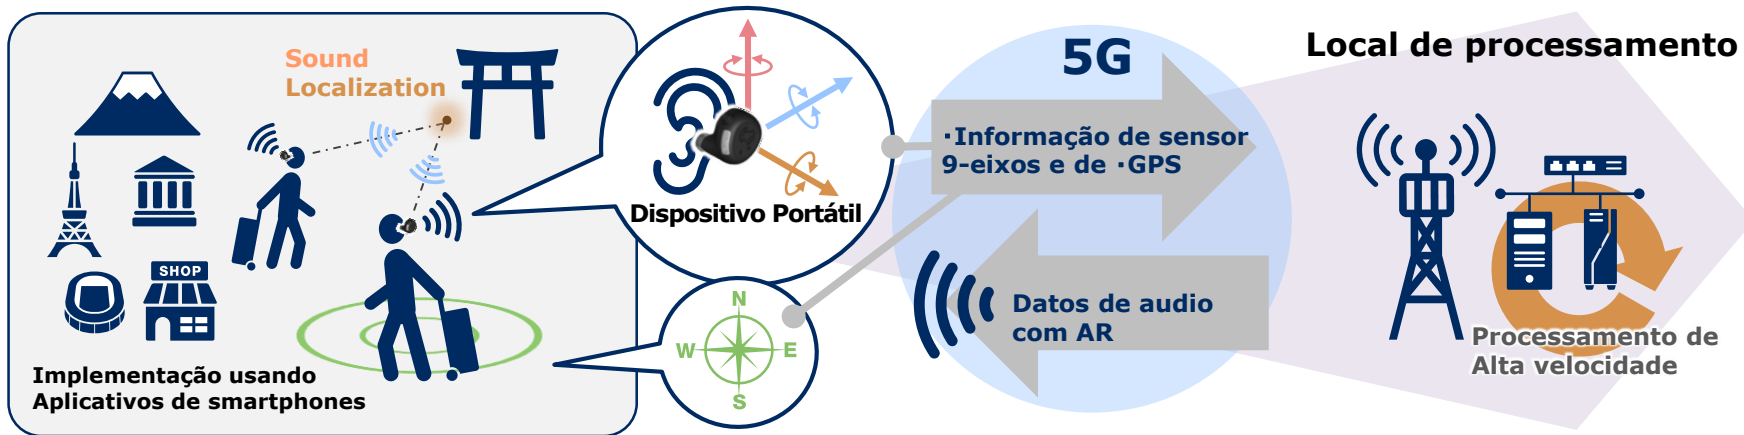 Sound
Localization
SHOP
Implementação usando
Aplicativos de smartphones
Dispositivo Portátil
N
W
E
S
5G
·Informação de sensor
9-eixos e de ·GPS
Datos de audio
com AR
Local de processamento
Processamento de
Alta velocidade